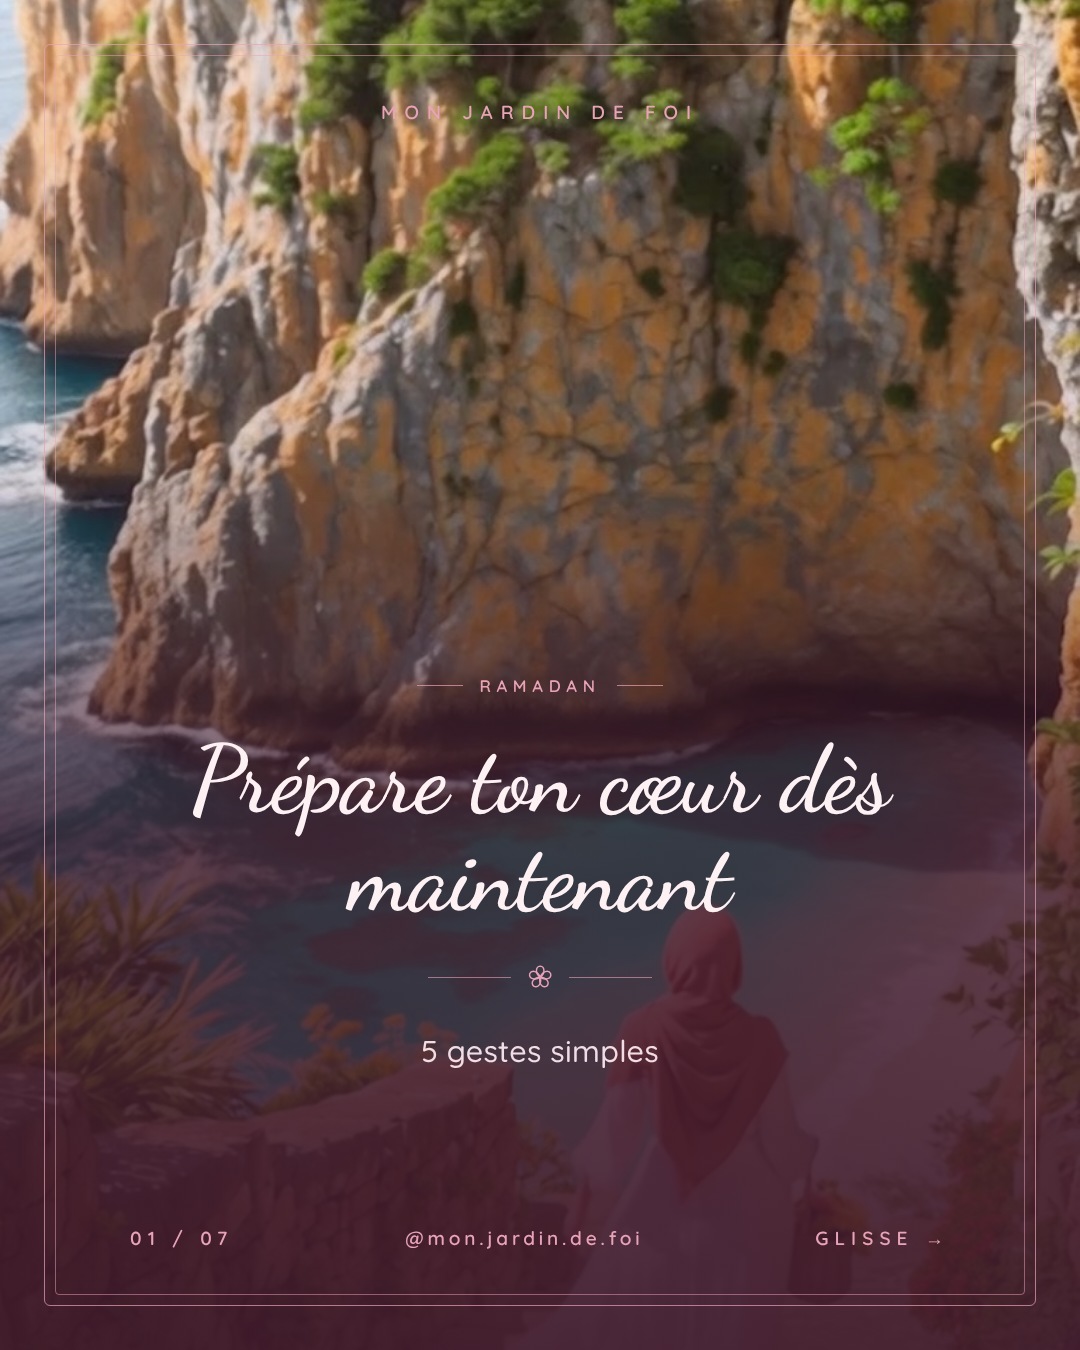 MON JARDIN DE FOI
RAMADAN
Prépare ton cœur dès
maintenant
5 gestes simples
01 / 07
@mon.jardin.de.foi
GLISSE →